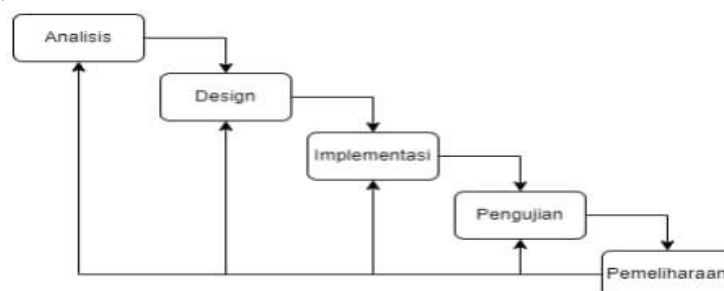 Analisis
Design
Implementasi
Pengujian
Pemeliharaan